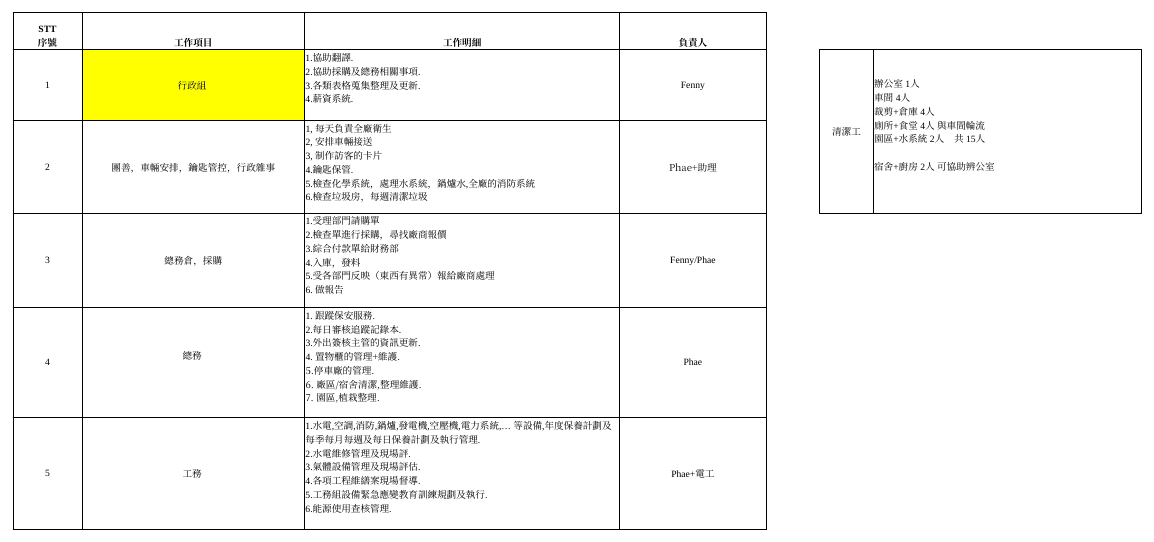 STT
序號
工作項目
工作明細
負責人
1
行政組
1.協助翻譯.
2.協助採購及總務相關事項.
3.各類表格蒐集整理及更新.
4.薪資系統.
Fenny
2
團善，車輛安排，鑰匙管控，行政雜事
1, 每天負責全廠衛生
2, 安排車輛接送
3, 制作訪客的卡片
4.鑰匙保管.
5.檢查化學系統，處理水系統，鍋爐水,全廠的消防系統
6.檢查垃圾房，每週清潔垃圾
Phae+助理
3
總務倉，採購
1.受理部門請購單
2.檢查單進行採購，尋找廠商報價
3.綜合付款單給財務部
4.入庫，發料
5.受各部門反映（東西有異常）報給廠商處理
6. 做報告
Fenny/Phae
4
總務
1. 跟蹤保安服務.
2.每日審核追蹤記錄本.
3.外出簽核主管的資訊更新.
4. 置物櫃的管理+維護.
5.停車廠的管理.
6. 廠區/宿舍清潔,整理維護.
7. 園區,植栽整理.
Phae
5
工務
1.水電,空調,消防,鍋爐,發電機,空壓機,電力系統,… 等設備,年度保養計劃及
每季每月每週及每日保養計劃及執行管理.
2.水電維修管理及現場評.
3.氣體設備管理及現場評估.
4.各項工程維繕案現場督導.
5.工務組設備緊急應變教育訓練規劃及執行.
6.能源使用查核管理.
Phae+電工
清潔工
辦公室 1人
車間 4人
裁剪+倉庫 4人
廁所+食堂 4人 與車間輪流
園區+水系統 2人　共 15人
宿舍+廚房 2人 可協助辨公室